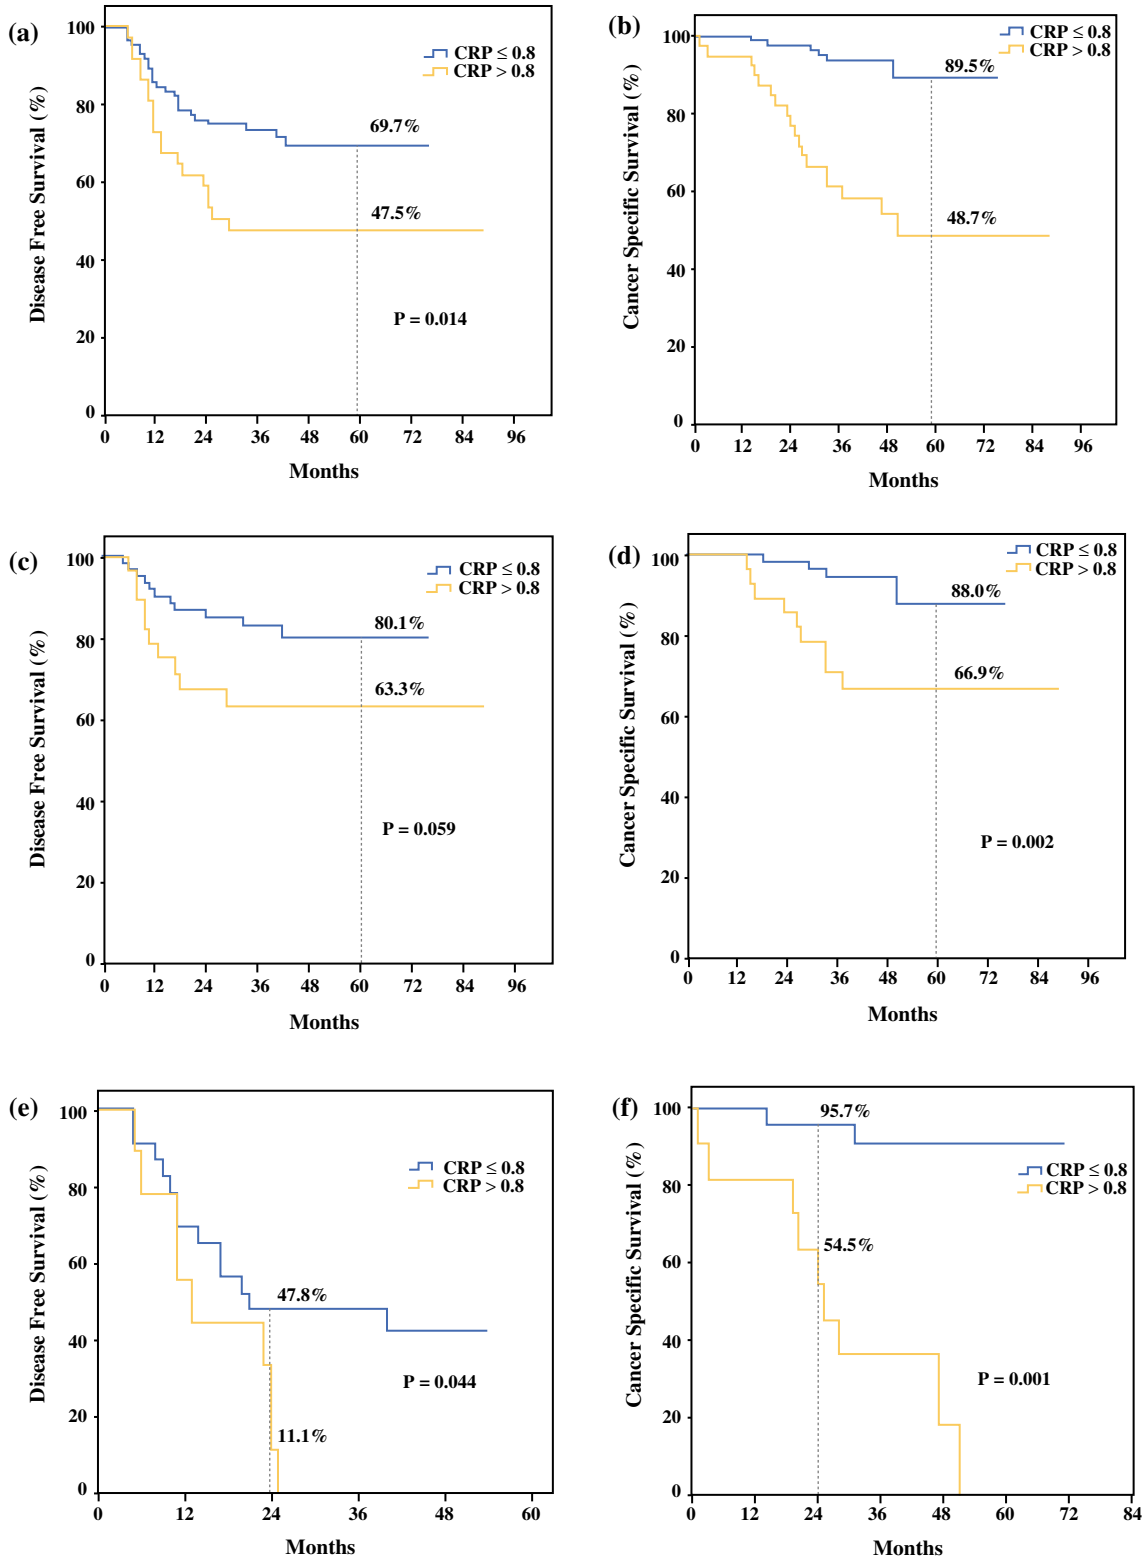 (a)
Disease Free Survival (%)
100
80
60
40
20
0
CRP ≤ 0.8
CRP > 0.8
69.7%
47.5%
P = 0.014
0 12 24 36 48 60 72 84 96
Months
(b)
Cancer Specific Survival (%)
100
80
60
40
20
0
CRP ≤ 0.8
CRP > 0.8
89.5%
48.7%
0 12 24 36 48 60 72 84 96
Months
(c)
Disease Free Survival (%)
100
80
60
40
20
0
CRP ≤ 0.8
CRP > 0.8
80.1%
63.3%
P = 0.059
0 12 24 36 48 60 72 84 96
Months
(d)
Cancer Specific Survival (%)
100
80
60
40
20
0
CRP ≤ 0.8
CRP > 0.8
88.0%
66.9%
P = 0.002
0 12 24 36 48 60 72 84 96
Months
(e)
Disease Free Survival (%)
100
80
60
40
20
0
CRP ≤ 0.8
CRP > 0.8
47.8%
P = 0.044
11.1%
0 12 24 36 48 60
Months
(f)
Cancer Specific Survival (%)
100
80
60
40
20
0
95.7%
CRP ≤ 0.8
CRP > 0.8
54.5%
P = 0.001
0 12 24 36 48 60 72 84
Months